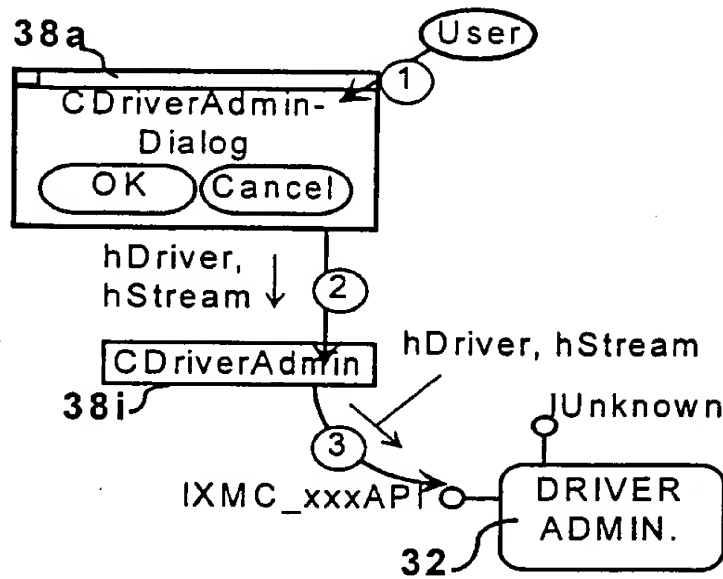 38a
User
1
CDriverAdmin-
Dialog
OK
Cancel
hDriver,
hStream
2
CDriverAdmin
hDriver, hStream
38i
IUnknown
3
IXMC_xxxAPI
DRIVER
ADMIN.
32